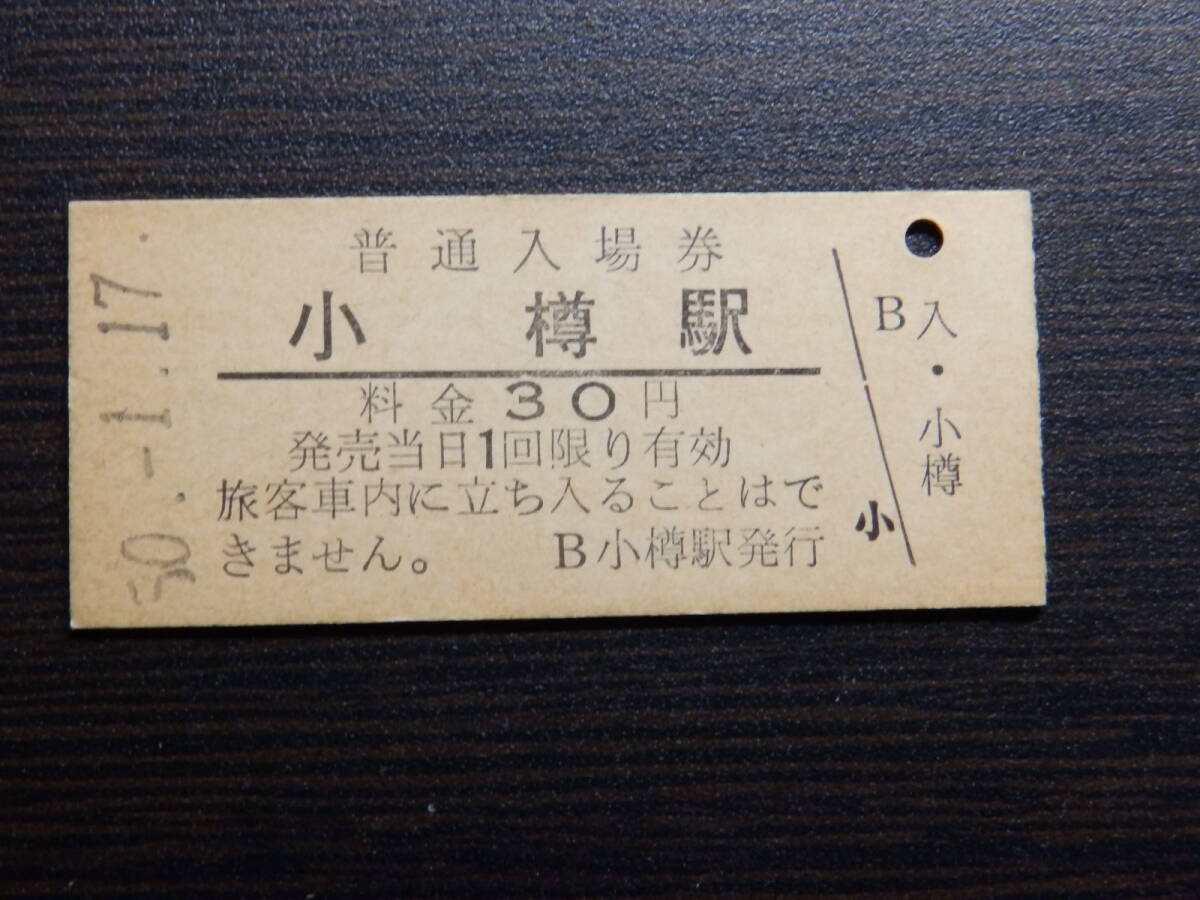 普通入場券
小樽駅
料金30円
発売当日1回限り有効
旅客車内に立ち入ることはで
きません。 B小樽駅発行
50.-1.17.
B入・小樽
小